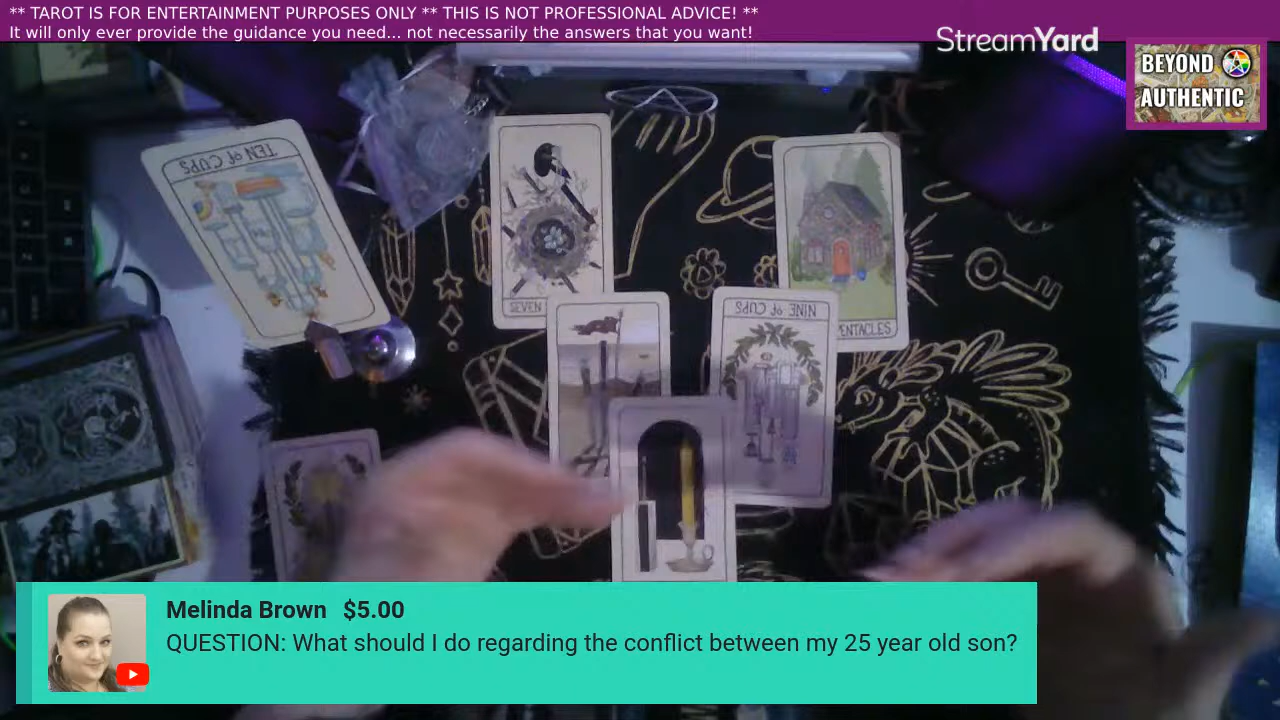 ** TAROT IS FOR ENTERTAINMENT PURPOSES ONLY ** THIS IS NOT PROFESSIONAL ADVICE! **
It will only ever provide the guidance you need... not necessarily the answers that you want!
StreamYard
BEYOND
AUTHENTIC
TEN OF CUPS
SEVEN
NINE OF CUPS
PENTACLES
Melinda Brown $5.00
QUESTION: What should I do regarding the conflict between my 25 year old son?